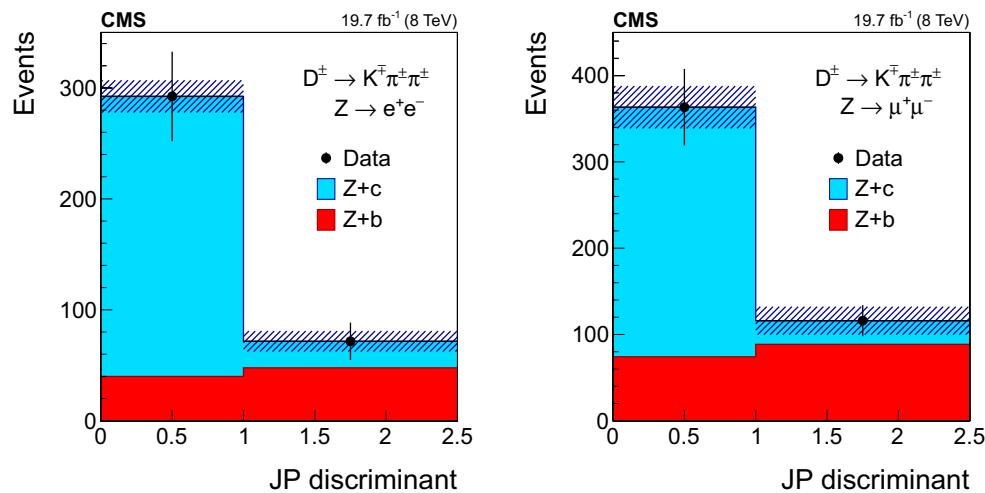 CMS 19.7 fb⁻¹ (8 TeV)
Events
D± → K∓π±π±
Z → e⁺e⁻
Data
Z+c
Z+b
300
200
100
0
0 0.5 1 1.5 2 2.5
JP discriminant
CMS 19.7 fb⁻¹ (8 TeV)
Events
D± → K∓π±π±
Z → μ⁺μ⁻
Data
Z+c
Z+b
400
300
200
100
0
0 0.5 1 1.5 2 2.5
JP discriminant